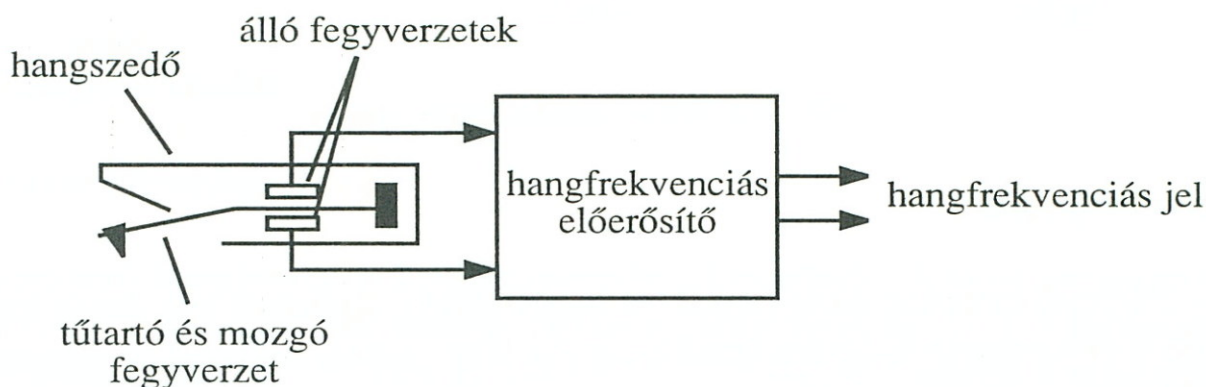 álló fegyverzetek
hangszedő
hangfrekvenciás
előerősítő
hangfrekvenciás jel
tűtartó és mozgó
fegyverzet